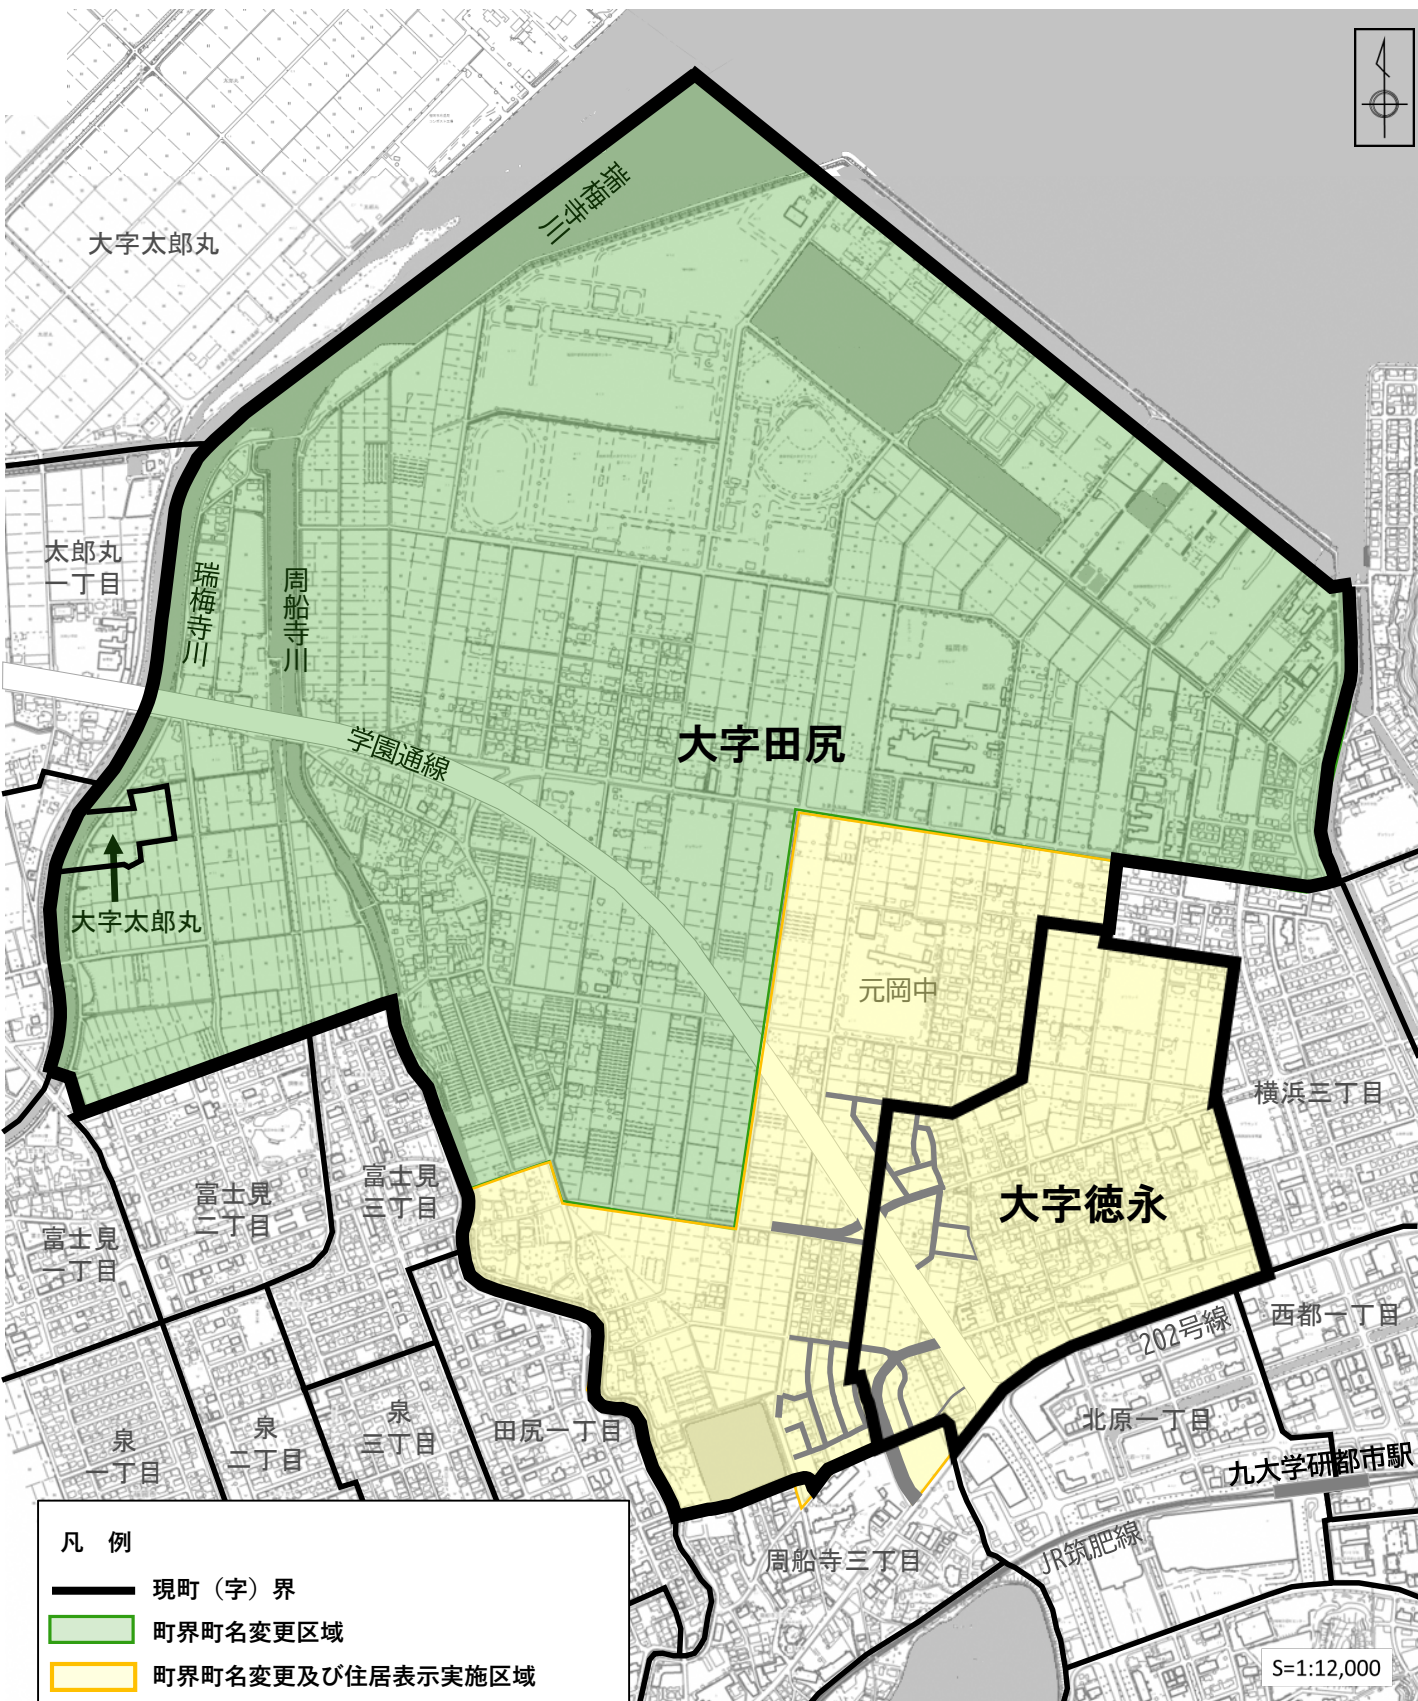 瑞梅寺川
大字太郎丸
太郎丸
一丁目
瑞梅寺川
周船寺川
学園通線
大字田尻
大字太郎丸
元岡中
横浜三丁目
富士見
三丁目
富士見
二丁目
大字徳永
富士見
一丁目
202号線
西都一丁目
泉
一丁目
泉
二丁目
泉
三丁目
田尻一丁目
北原一丁目
九大学研都市駅
JR筑肥線
周船寺三丁目
凡 例
現町（字）界
町界町名変更区域
町界町名変更及び住居表示実施区域
S=1:12,000